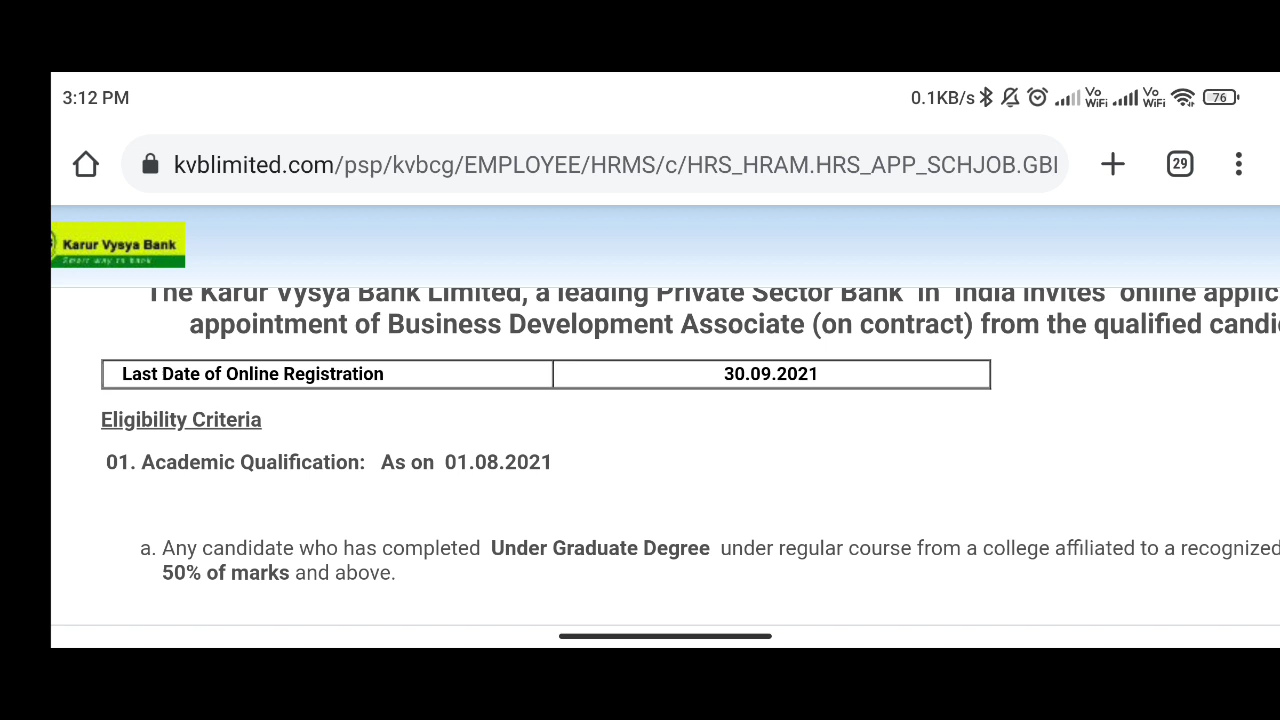 3:12 PM
0.1KB/s
Vo WiFi
Vo WiFi
76
kvblimited.com/psp/kvbcg/EMPLOYEE/HRMS/c/HRS_HRAM.HRS_APP_SCHJOB.GBI
29
Karur Vysya Bank
Smart way to bank
The Karur Vysya Bank Limited, a leading Private Sector Bank in India invites online applic
appointment of Business Development Associate (on contract) from the qualified candi
Last Date of Online Registration 30.09.2021
Eligibility Criteria
01. Academic Qualification: As on 01.08.2021
a. Any candidate who has completed Under Graduate Degree under regular course from a college affiliated to a recognized
50% of marks and above.